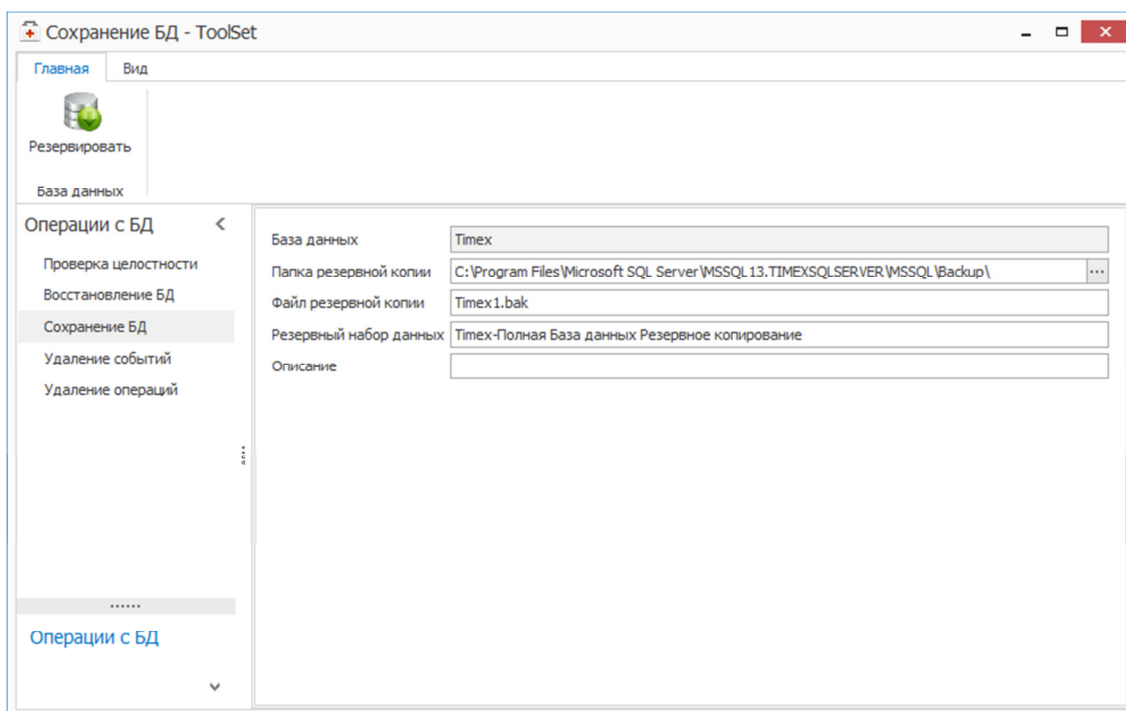 Сохранение БД - ToolSet
Главная Вид
Резервировать
База данных
Операции с БД
Проверка целостности
Восстановление БД
Сохранение БД
Удаление событий
Удаление операций
Операции с БД
База данных Timex
Папка резервной копии C:\Program Files\Microsoft SQL Server\MSSQL13.TIMEXSQLSERVER\MSSQL\Backup\
Файл резервной копии Timex1.bak
Резервный набор данных Timex-Полная База данных Резервное копирование
Описание